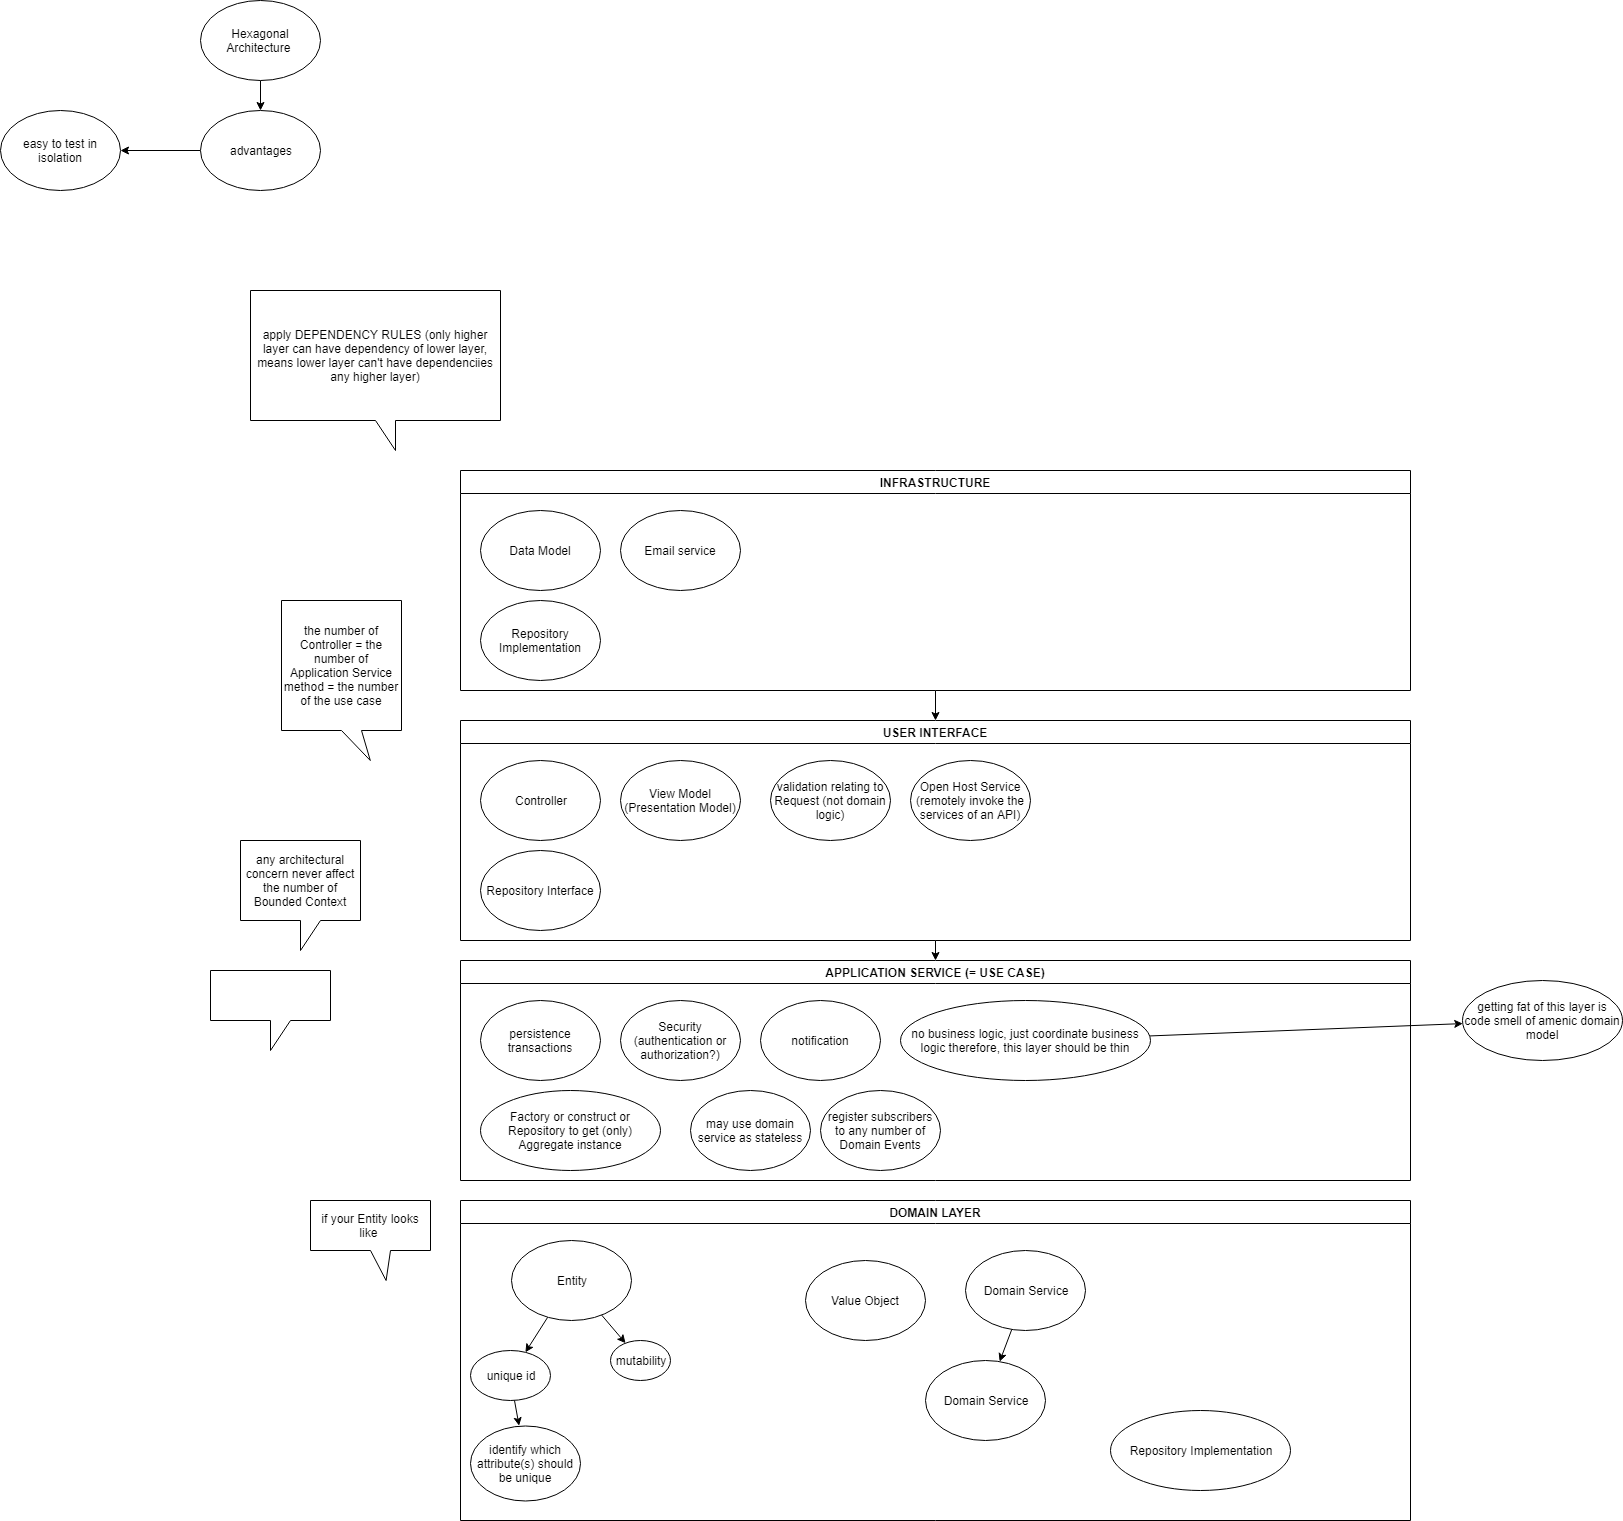 Hexagonal
Architecture
easy to test in
isolation
advantages
apply DEPENDENCY RULES (only higher
layer can have dependency of lower layer,
means lower layer can't have dependenciies
any higher layer)
INFRASTRUCTURE
Data Model
Email service
Repository
Implementation
the number of
Controller = the
number of
Application Service
method = the number
of the use case
USER INTERFACE
Controller
View Model
(Presentation Model)
validation relating to
Request (not domain
logic)
Open Host Service
(remotely invoke the
services of an API)
Repository Interface
any architectural
concern never affect
the number of
Bounded Context
APPLICATION SERVICE (= USE CASE)
persistence
transactions
Security
(authentication or
authorization?)
notification
no business logic, just coordinate business
logic therefore, this layer should be thin
getting fat of this layer is
code smell of amenic domain
model
Factory or construct or
Repository to get (only)
Aggregate instance
may use domain
service as stateless
register subscribers
to any number of
Domain Events
if your Entity looks
like
DOMAIN LAYER
Entity
Value Object
Domain Service
unique id
mutability
Domain Service
identify which
attribute(s) should
be unique
Repository Implementation